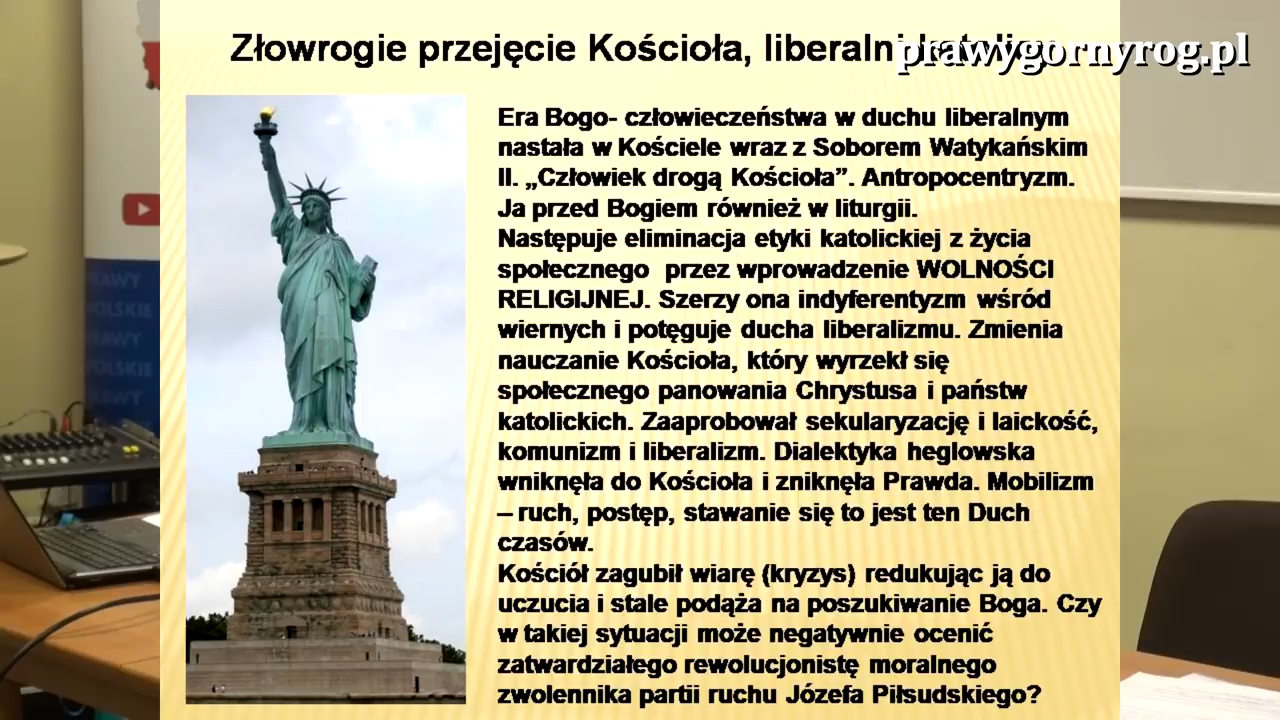 Złowrogie przejęcie Kościoła, liberalni
prawygornyrog.pl
Era Bogo- człowieczeństwa w duchu liberalnym
nastała w Kościele wraz z Soborem Watykańskim
II. „Człowiek drogą Kościoła”. Antropocentryzm.
Ja przed Bogiem również w liturgii.
Następuje eliminacja etyki katolickiej z życia
społecznego przez wprowadzenie WOLNOŚCI
RELIGIJNEJ. Szerzy ona indyferentyzm wśród
wiernych i potęguje ducha liberalizmu. Zmienia
nauczanie Kościoła, który wyrzekł się
społecznego panowania Chrystusa i państw
katolickich. Zaaprobował sekularyzację i laickość,
komunizm i liberalizm. Dialektyka heglowska
wniknęła do Kościoła i zniknęła Prawda. Mobilizm
– ruch, postęp, stawanie się to jest ten Duch
czasów.
Kościół zagubił wiarę (kryzys) redukując ją do
uczucia i stale podąża na poszukiwanie Boga. Czy
w takiej sytuacji może negatywnie ocenić
zatwardziałego rewolucjonistę moralnego
zwolennika partii ruchu Józefa Piłsudskiego?